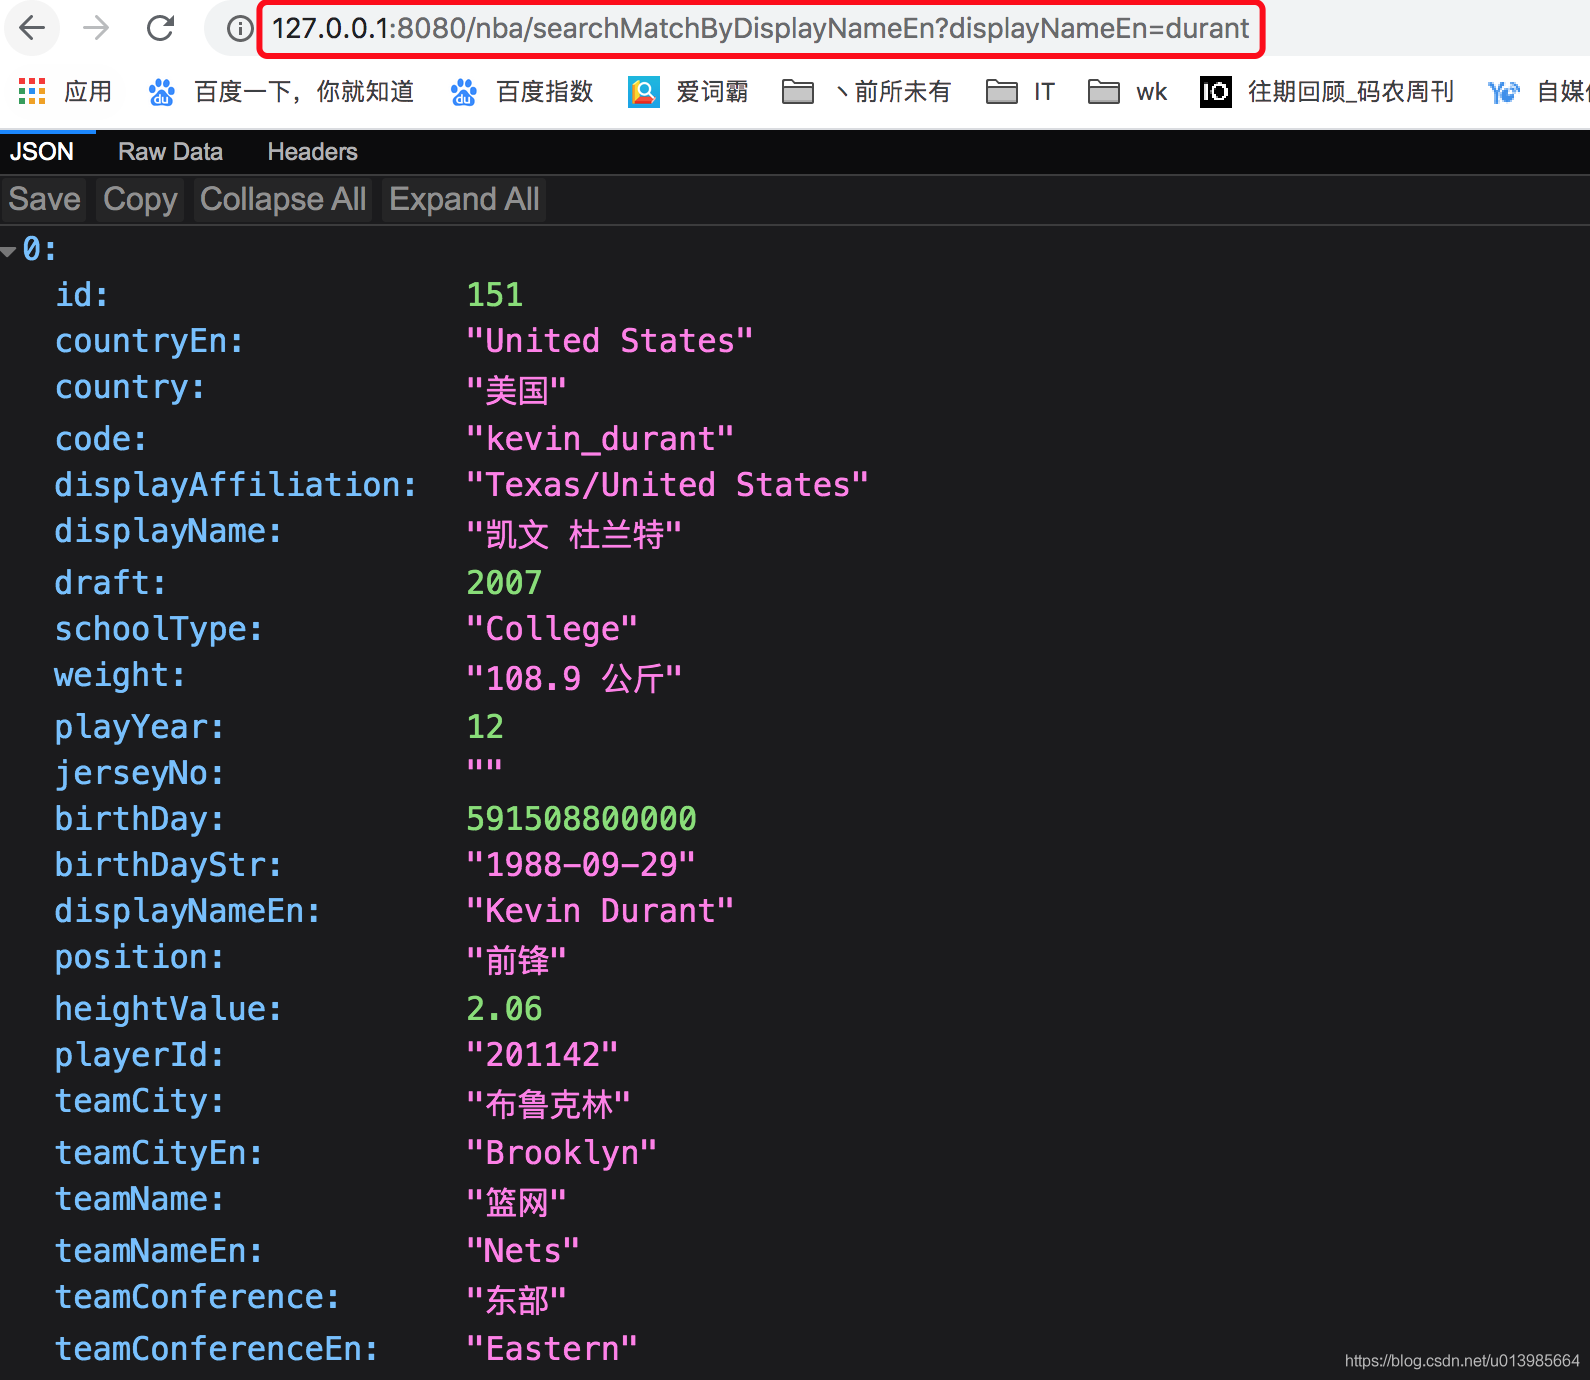 127.0.0.1:8080/nba/searchMatchByDisplayNameEn?displayNameEn=durant
应用 百度一下，你就知道 百度指数 爱词霸 丶前所未有 IT wk 往期回顾_码农周刊 自媒
JSON Raw Data Headers
Save Copy Collapse All Expand All
0:
id: 151
countryEn: "United States"
country: "美国"
code: "kevin_durant"
displayAffiliation: "Texas/United States"
displayName: "凯文 杜兰特"
draft: 2007
schoolType: "College"
weight: "108.9 公斤"
playYear: 12
jerseyNo: ""
birthDay: 591508800000
birthDayStr: "1988-09-29"
displayNameEn: "Kevin Durant"
position: "前锋"
heightValue: 2.06
playerId: "201142"
teamCity: "布鲁克林"
teamCityEn: "Brooklyn"
teamName: "篮网"
teamNameEn: "Nets"
teamConference: "东部"
teamConferenceEn: "Eastern"
https://blog.csdn.net/u013985664